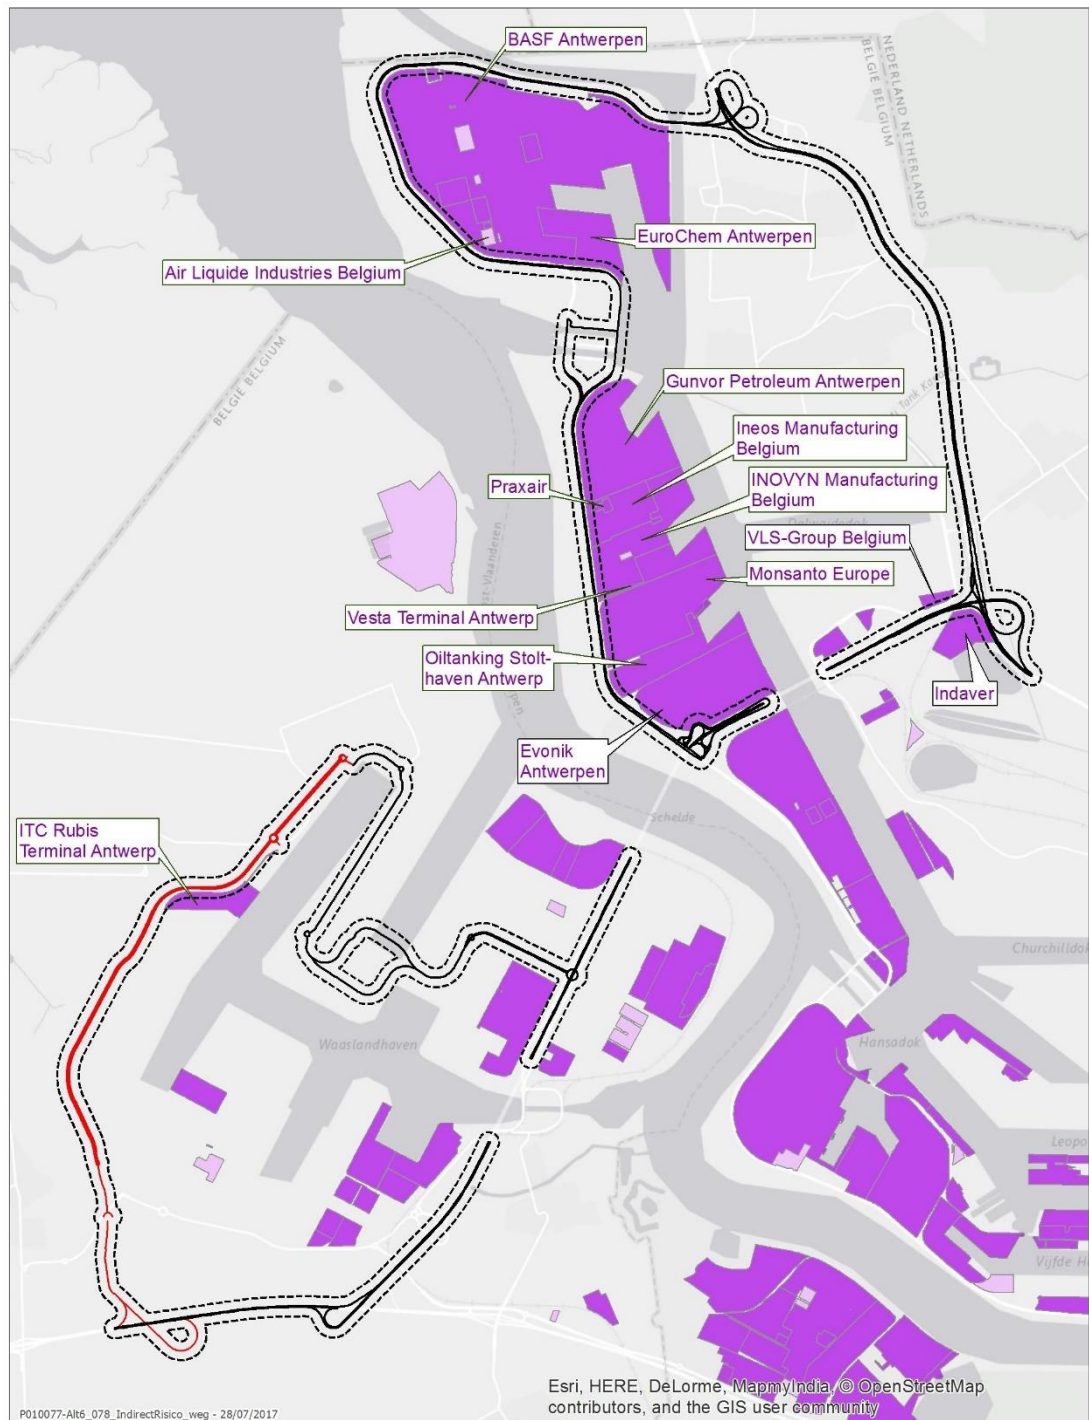 BASF Antwerpen
NEDERLAND NETHERLANDS
BELGIË BELGIUM
EuroChem Antwerpen
Air Liquide Industries Belgium
BELGIË BELGIUM
Gunvor Petroleum Antwerpen
Ineos Manufacturing
Belgium
Praxair
INOVYN Manufacturing
Belgium
VLS-Group Belgium
Monsanto Europe
Vesta Terminal Antwerp
Oiltanking Stolt-
haven Antwerp
Indaver
Evonik
Antwerpen
Schelde
ITC Rubis
Terminal Antwerp
Churchilldok
Waaslandhaven
Hansadok
Leopo
Vijfde H
Esri, HERE, DeLorme, MapmyIndia, © OpenStreetMap
contributors, and the GIS user community
P010077-Alt6_078_IndirectRisico_weg - 28/07/2017